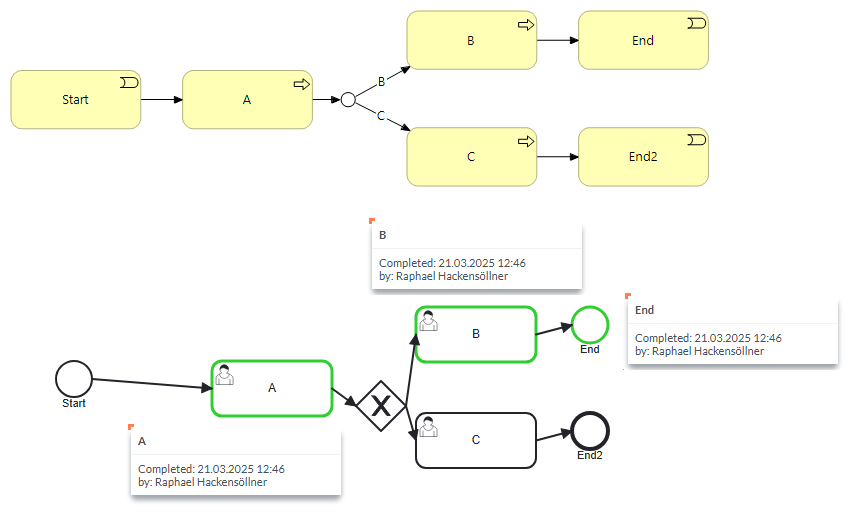 B
End
Start
A
B
C
C
End2
B
Completed: 21.03.2025 12:46
by: Raphael Hackensöllner
End
Completed: 21.03.2025 12:46
by: Raphael Hackensöllner
B
End
Start
A
X
C
End2
A
Completed: 21.03.2025 12:46
by: Raphael Hackensöllner